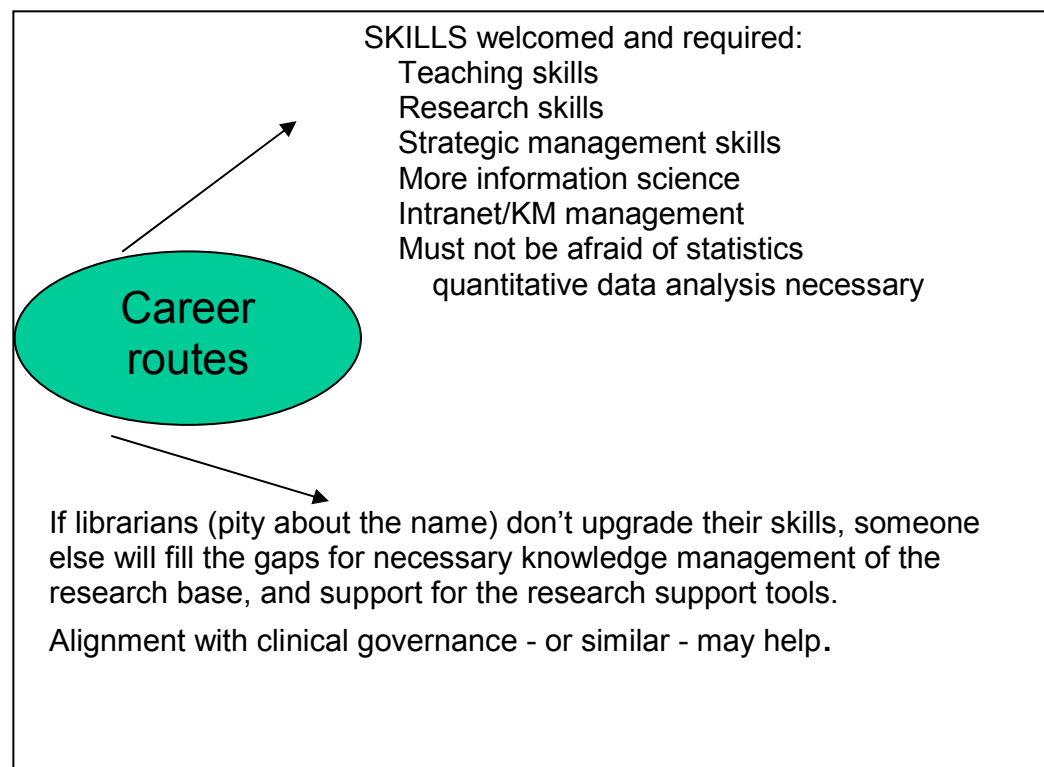 SKILLS welcomed and required:
Teaching skills
Research skills
Strategic management skills
More information science
Intranet/KM management
Must not be afraid of statistics
quantitative data analysis necessary
Career
routes
If librarians (pity about the name) don’t upgrade their skills, someone
else will fill the gaps for necessary knowledge management of the
research base, and support for the research support tools.
Alignment with clinical governance - or similar - may help.